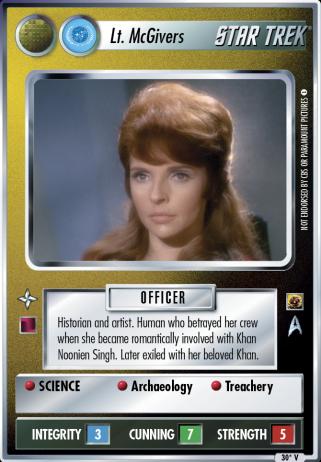 Lt. McGivers
STAR TREK
NOT ENDORSED BY CBS OR PARAMOUNT PICTURES
OFFICER
Historian and artist. Human who betrayed her crew
when she became romantically involved with Khan
Noonien Singh. Later exiled with her beloved Khan.
SCIENCE Archaeology Treachery
INTEGRITY 3 CUNNING 7 STRENGTH 5
30* V